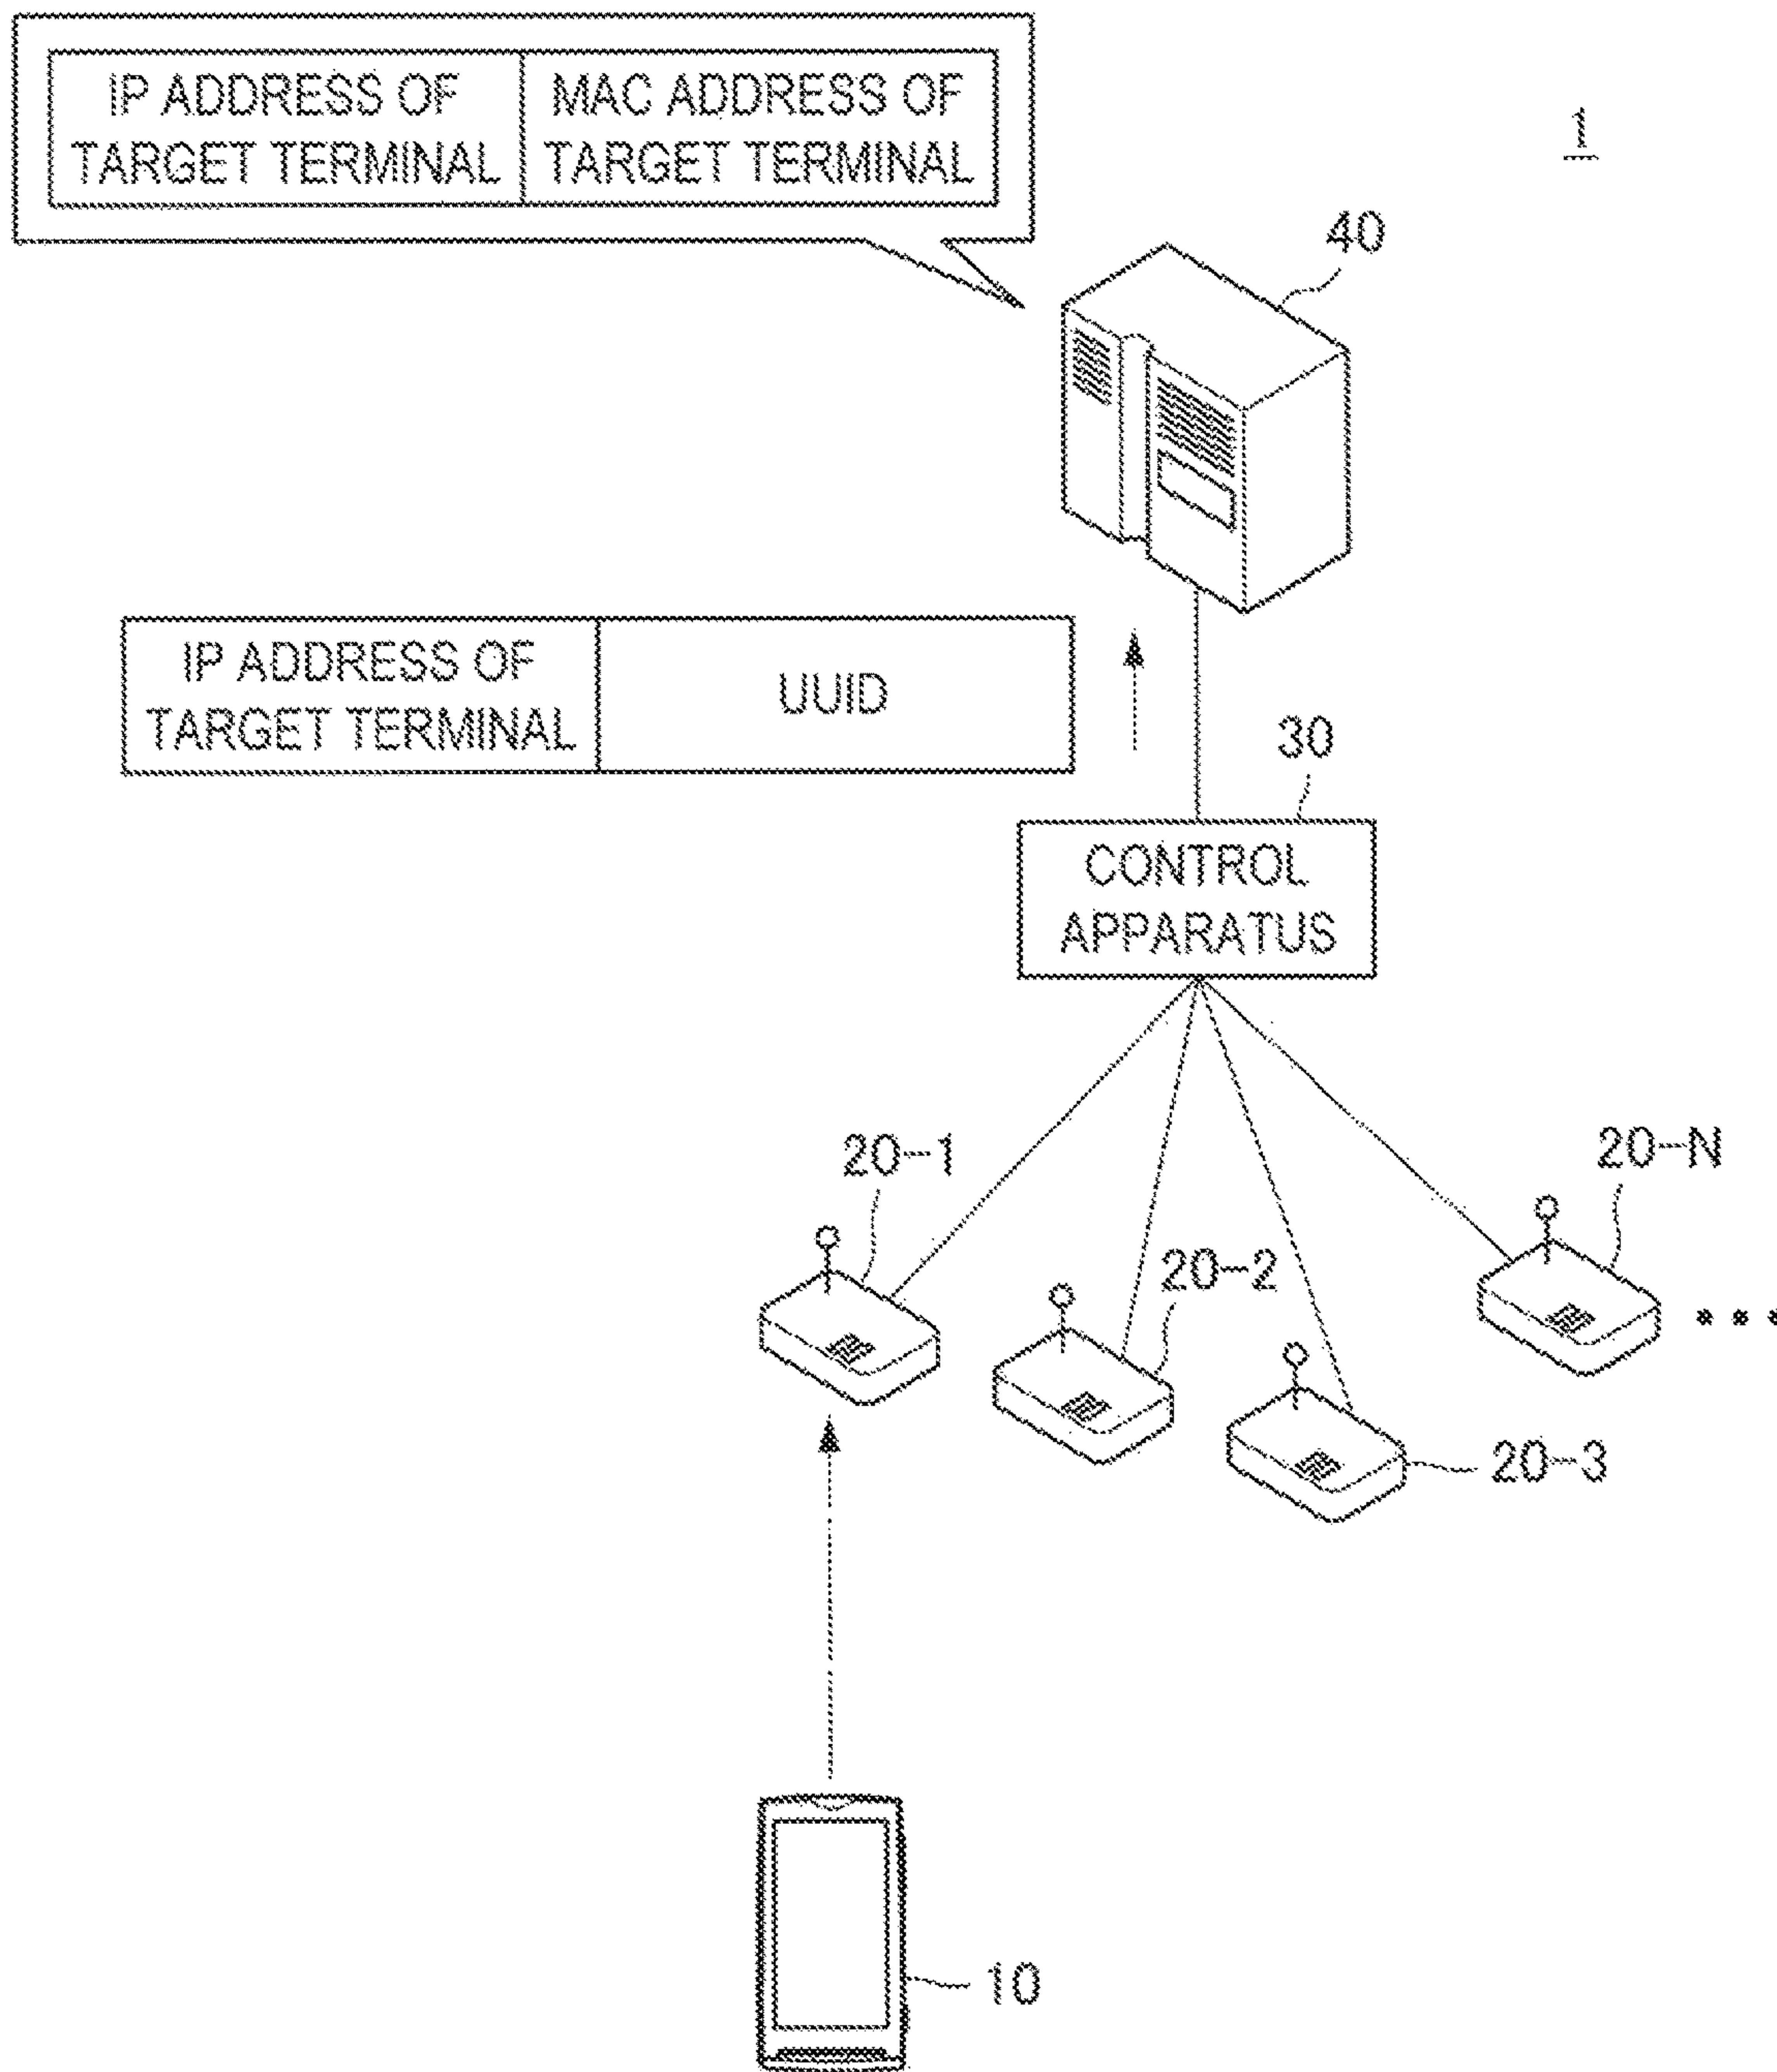 IP ADDRESS OF
TARGET TERMINAL
MAC ADDRESS OF
TARGET TERMINAL
1
40
IP ADDRESS OF
TARGET TERMINAL
UUID
30
CONTROL
APPARATUS
20-1
20-N
20-2
20-3
10